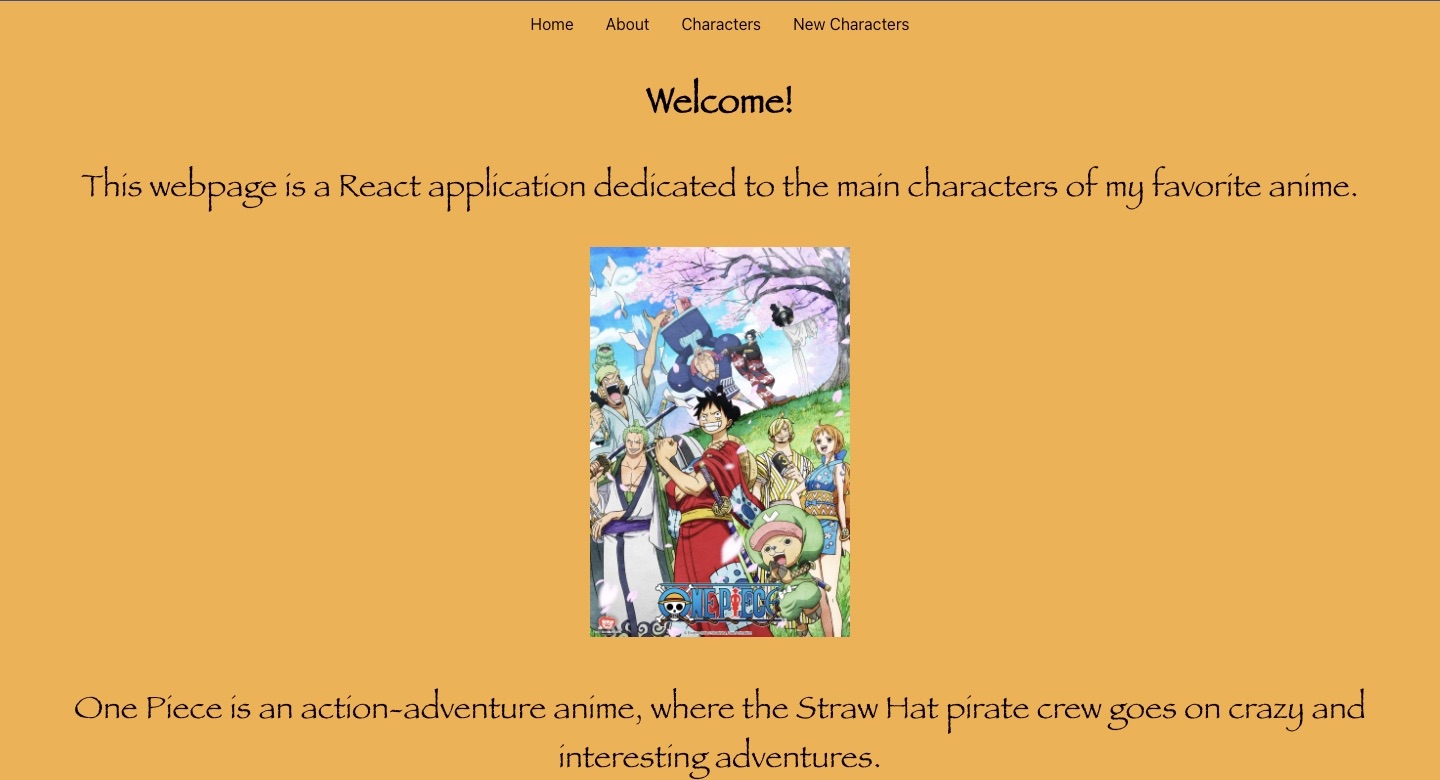 Home About Characters New Characters
Welcome!
This webpage is a React application dedicated to the main characters of my favorite anime.
ONE PIECE
One Piece is an action-adventure anime, where the Straw Hat pirate crew goes on crazy and
interesting adventures.